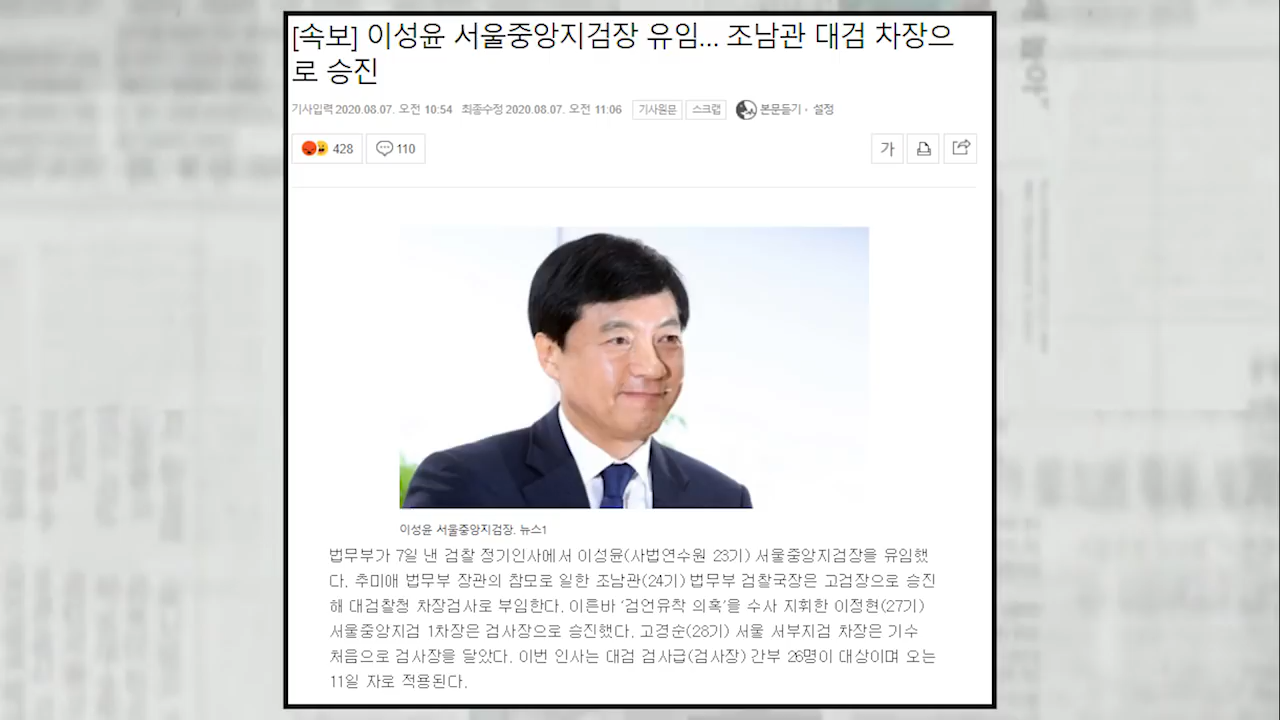 [속보] 이성윤 서울중앙지검장 유임... 조남관 대검 차장으
로 승진
기사입력 2020.08.07. 오전 10:54 최종수정 2020.08.07. 오전 11:06 기사원문 스크랩 본문듣기 · 설정
428 110 가
이성윤 서울중앙지검장. 뉴스1
법무부가 7일 낸 검찰 정기인사에서 이성윤(사법연수원 23기) 서울중앙지검장을 유임했
다. 추미애 법무부 장관의 참모로 일한 조남관(24기) 법무부 검찰국장은 고검장으로 승진
해 대검찰청 차장검사로 부임한다. 이른바 '검언유착 의혹'을 수사 지휘한 이정현(27기)
서울중앙지검 1차장은 검사장으로 승진했다. 고경순(28기) 서울 서부지검 차장은 기수
처음으로 검사장을 달았다. 이번 인사는 대검 검사급(검사장) 간부 26명이 대상이며 오는
11일 자로 적용된다.